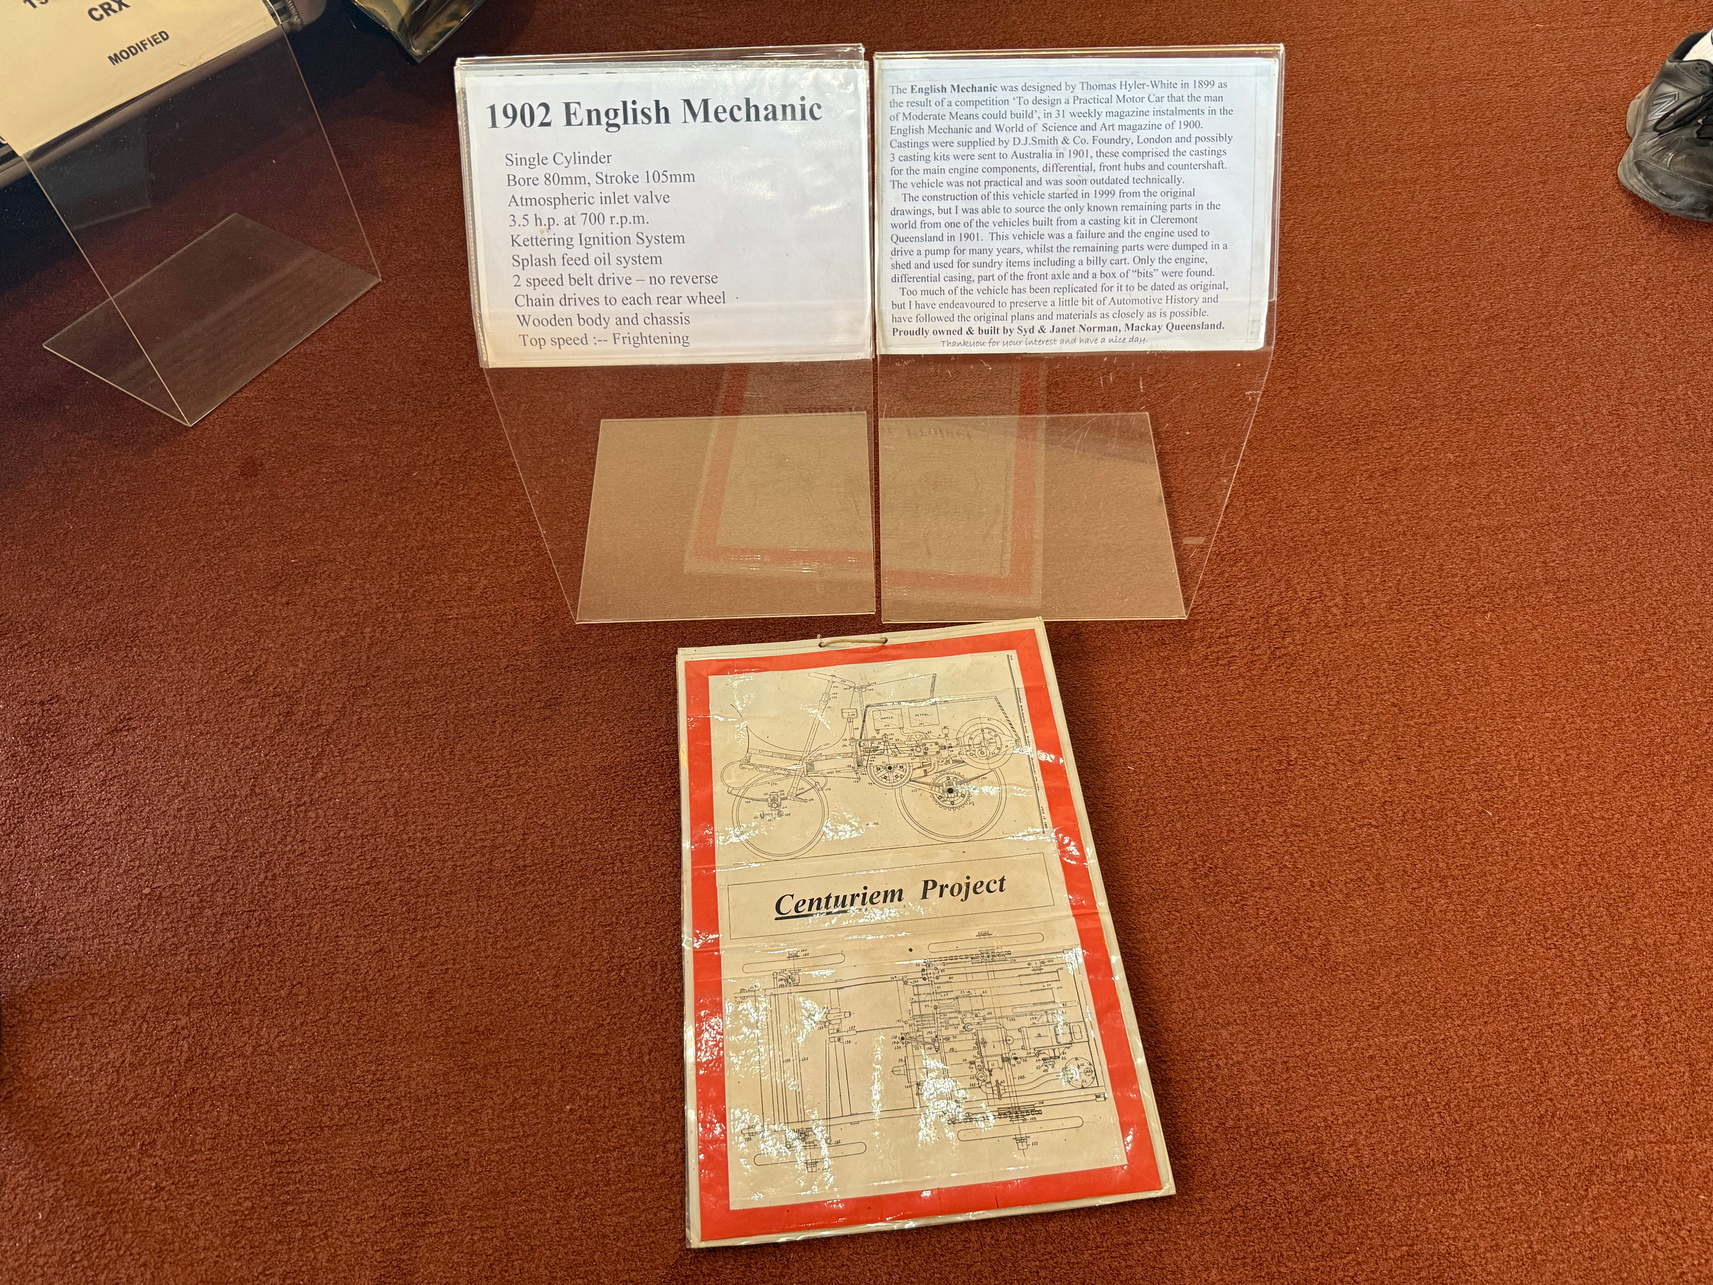 CRX
MODIFIED
1902 English Mechanic
Single Cylinder
Bore 80mm, Stroke 105mm
Atmospheric inlet valve
3.5 h.p. at 700 r.p.m.
Kettering Ignition System
Splash feed oil system
2 speed belt drive – no reverse
Chain drives to each rear wheel
Wooden body and chassis
Top speed :-- Frightening
The English Mechanic was designed by Thomas Hyler-White in 1899 as
the result of a competition ‘To design a Practical Motor Car that the man
of Moderate Means could build’, in 31 weekly magazine instalments in the
English Mechanic and World of Science and Art magazine of 1900.
Castings were supplied by D.J.Smith & Co. Foundry, London and possibly
3 casting kits were sent to Australia in 1901, these comprised the castings
for the main engine components, differential, front hubs and countershaft.
The vehicle was not practical and was soon outdated technically.
The construction of this vehicle started in 1999 from the original
drawings, but I was able to source the only known remaining parts in the
world from one of the vehicles built from a casting kit in Cleremont
Queensland in 1901. This vehicle was a failure and the engine used to
drive a pump for many years, whilst the remaining parts were dumped in a
shed and used for sundry items including a billy cart. Only the engine,
differential casing, part of the front axle and a box of “bits” were found.
Too much of the vehicle has been replicated for it to be dated as original,
but I have endeavoured to preserve a little bit of Automotive History and
have followed the original plans and materials as closely as is possible.
Proudly owned & built by Syd & Janet Norman, Mackay Queensland.
Thankyou for your interest and have a nice day.
Centuriem Project